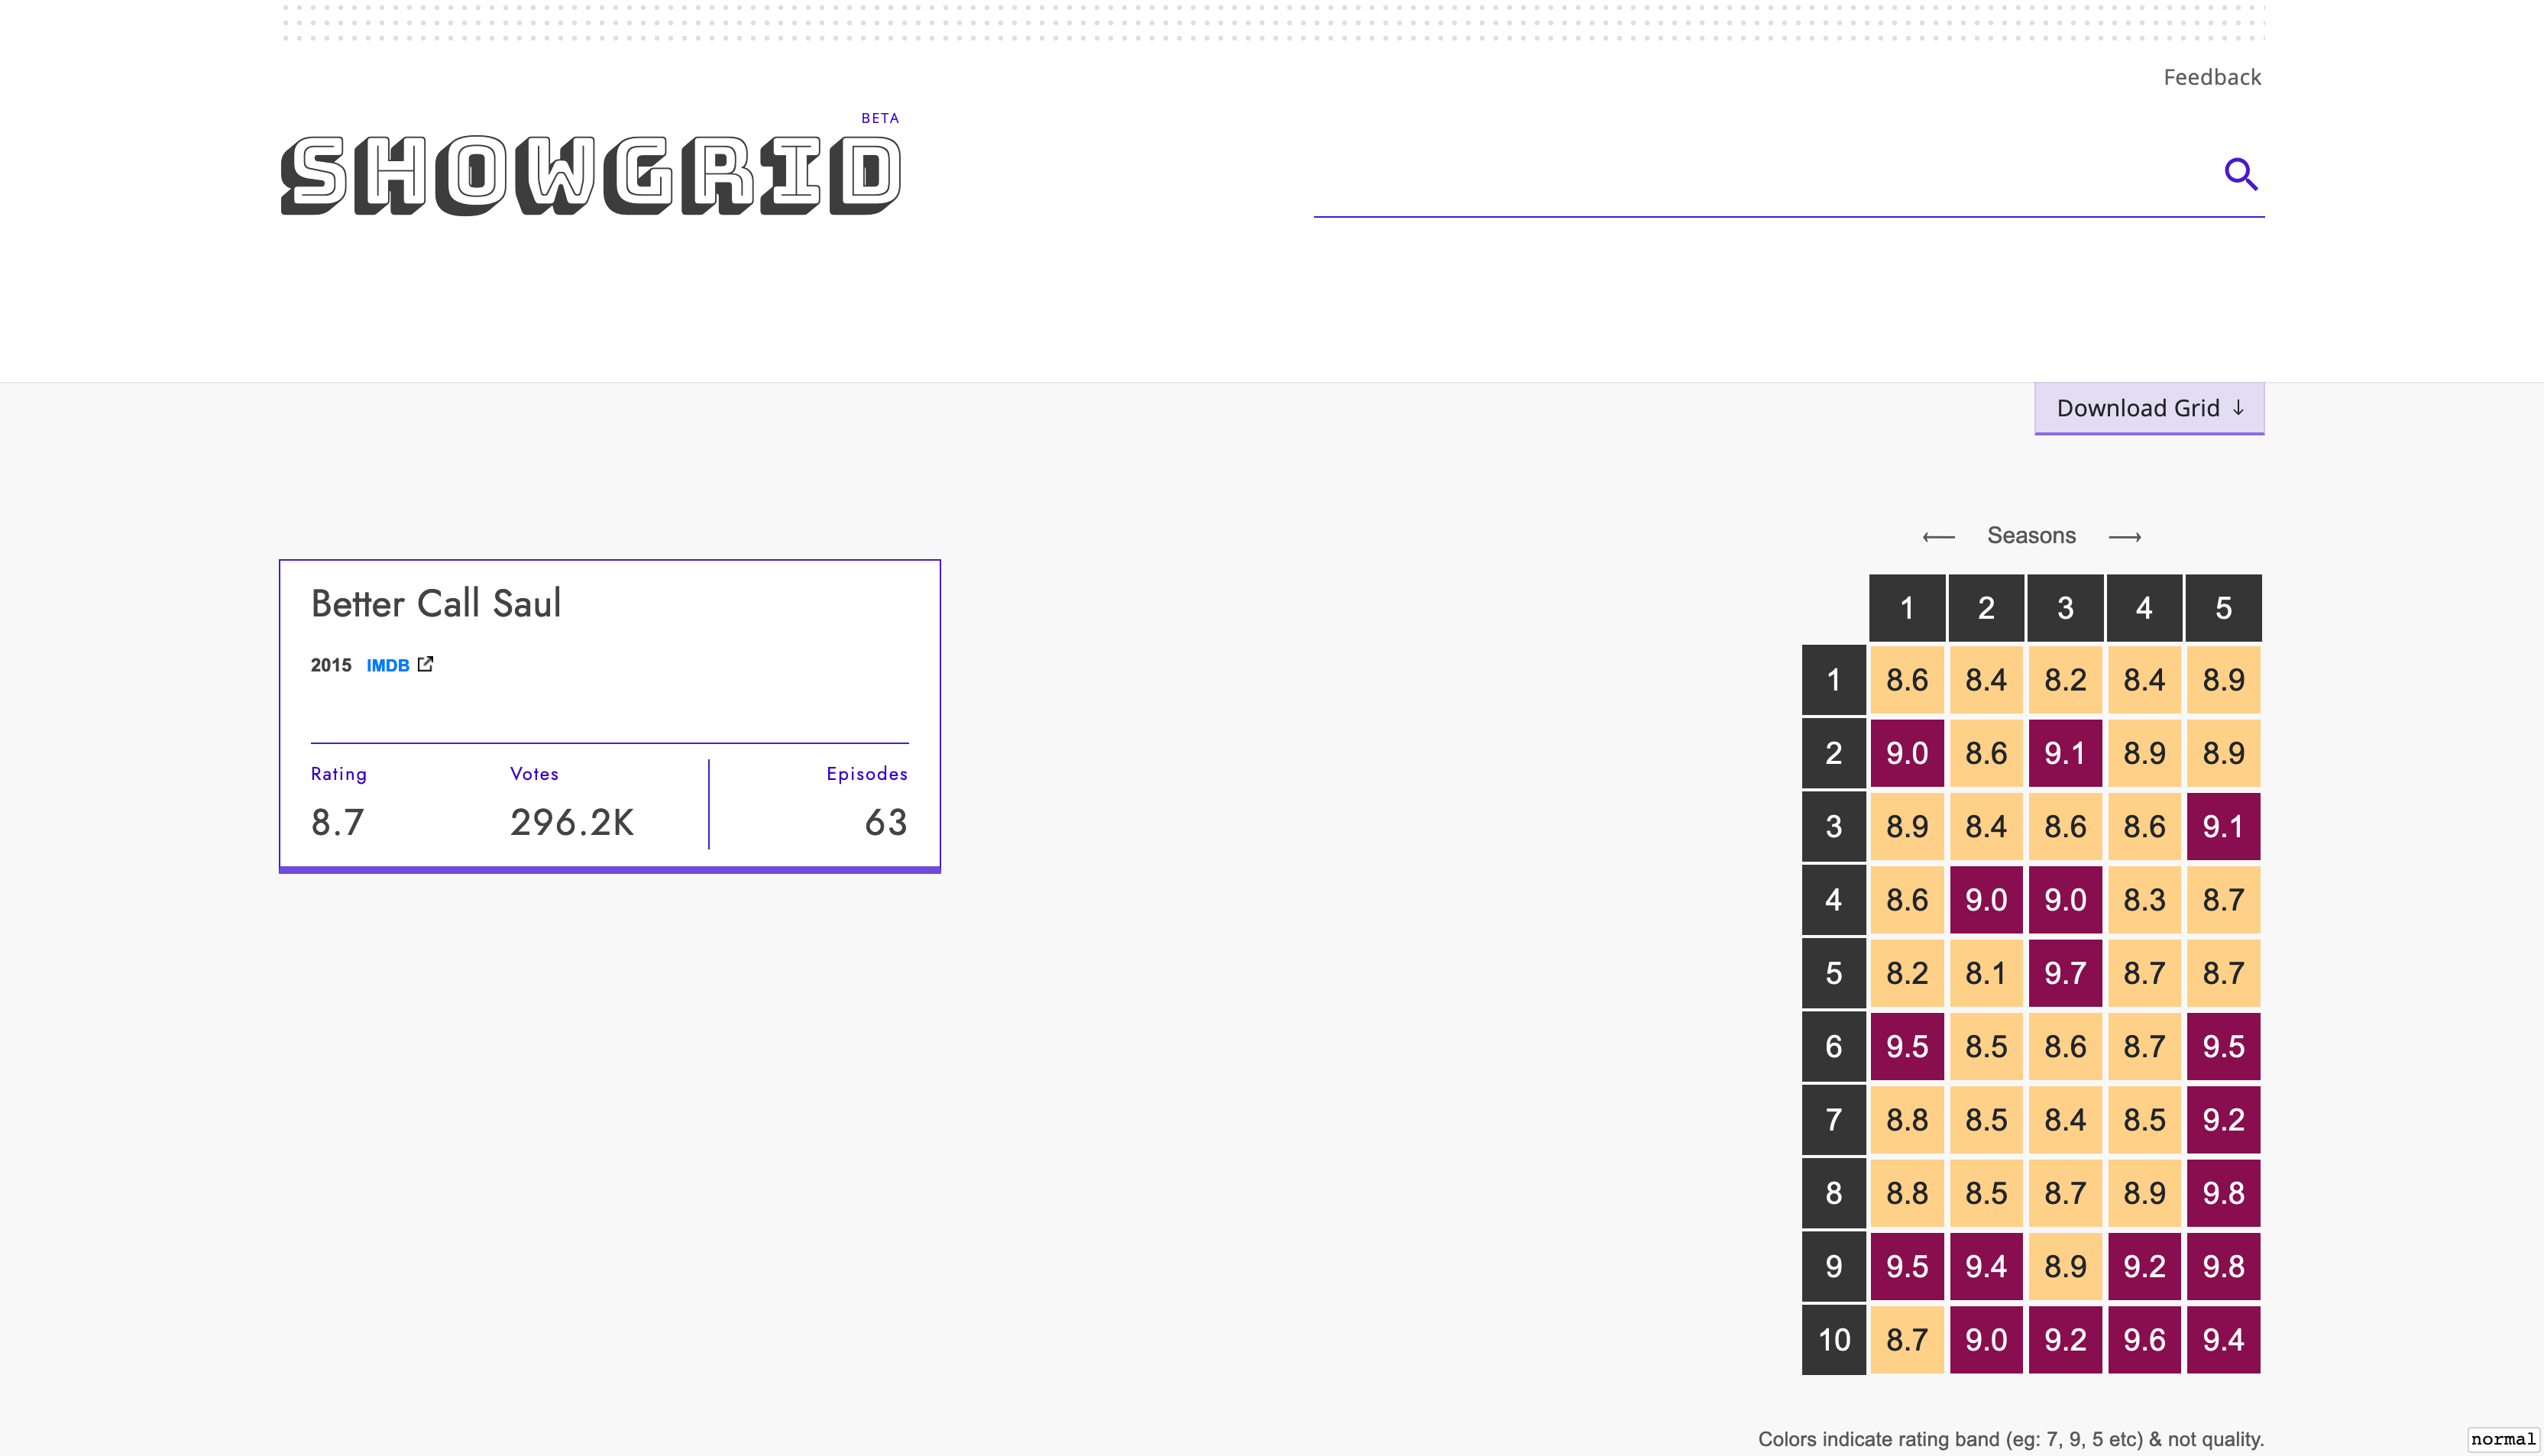 Feedback
BETA
SHOWGRID
Download Grid ↓
← Seasons →
Better Call Saul
2015 IMDB
Rating Votes Episodes
8.7 296.2K 63
1 2 3 4 5
1 8.6 8.4 8.2 8.4 8.9
2 9.0 8.6 9.1 8.9 8.9
3 8.9 8.4 8.6 8.6 9.1
4 8.6 9.0 9.0 8.3 8.7
5 8.2 8.1 9.7 8.7 8.7
6 9.5 8.5 8.6 8.7 9.5
7 8.8 8.5 8.4 8.5 9.2
8 8.8 8.5 8.7 8.9 9.8
9 9.5 9.4 8.9 9.2 9.8
10 8.7 9.0 9.2 9.6 9.4
Colors indicate rating band (eg: 7, 9, 5 etc) & not quality.
normal